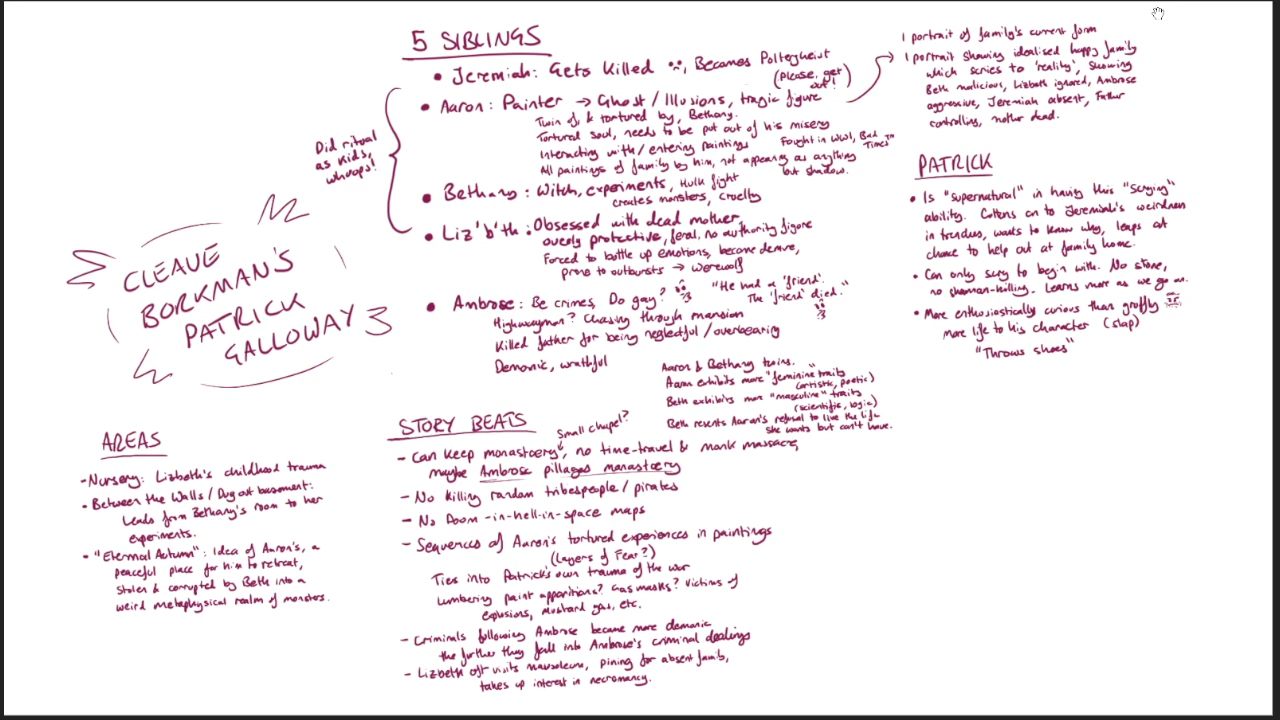 CLEAVE
BORKMAN'S
PATRICK
GALLOWAY 3
5 SIBLINGS
Did ritual
as kids,
whoops!
• Jeremiah: Gets Killed :(, Becomes Poltergheist
(Please get
out!)
• Aaron: Painter → Ghost / Illusions, tragic figure
Twin of, & tortured by, Bethany.
Tortured soul, needs to be put out of his misery
Interacting with / entering paintings
Fought in WWI, Bad
Times™
All paintings of family by him, not appearing as anything
but shadow.
• Bethany: Witch, experiments, Hulk fight
creates monsters, cruelty
• Liz'b'th: Obsessed with dead mother,
overly protective, feral, no authority figure
Forced to bottle up emotions, become demure,
prone to outbursts → werewolf
• Ambrose: Be crimes, Do gay?
"He had a 'friend'.
The 'friend' died."
Highwayman? Chasing through mansion
Killed father for being neglectful / overbearing
Demonic, wrathful
Aaron & Bethany twins.
Aaron exhibits more "feminine" traits
(artistic, poetic)
Beth exhibits more "masculine" traits
(scientific, logic)
Beth resents Aaron's refusal to live the life
she wants but can't have.
1 portrait of family's current form
1 portrait showing idealised happy family
which scries to 'reality', showing
Beth malicious, Lizbeth ignored, Ambrose
aggressive, Jeremiah absent, Father
controlling, mother dead.
PATRICK
• Is "supernatural" in having this "scrying"
ability. Cottons on to Jeremiah's weirdness
in trenches, wants to know why, leaps at
chance to help out at family home.
• Can only scry to begin with. No stone,
no shaman-killing. Learns more as we go on.
• More enthusiastically curious than gruffly
more life to his character (slap)
"Throws shoes"
AREAS
- Nursery: Lizbeth's childhood trauma
• Between the Walls / Dug out basement:
Leads from Bethany's room to her
experiments.
• "Eternal Autumn": Idea of Aaron's, a
peaceful place for him to retreat,
stolen & corrupted by Beth into a
weird metaphysical realm of monsters.
STORY BEATS
Small chapel?
- Can keep monastery, no time-travel & monk massacre,
maybe Ambrose pillages monastery
- No killing random tribespeople / pirates
- No Doom-in-hell-in-space maps
- Sequences of Aaron's tortured experiences in paintings
(Layers of Fear?)
Ties into Patrick's own trauma of the war
Lumbering paint apparitions? Gas masks? Victims of
explosions, mustard gas, etc.
- Criminals following Ambrose become more demonic
the further they fall into Ambrose's criminal dealings
- Lizbeth oft visits mausoleum, pining for absent family,
takes up interest in necromancy.